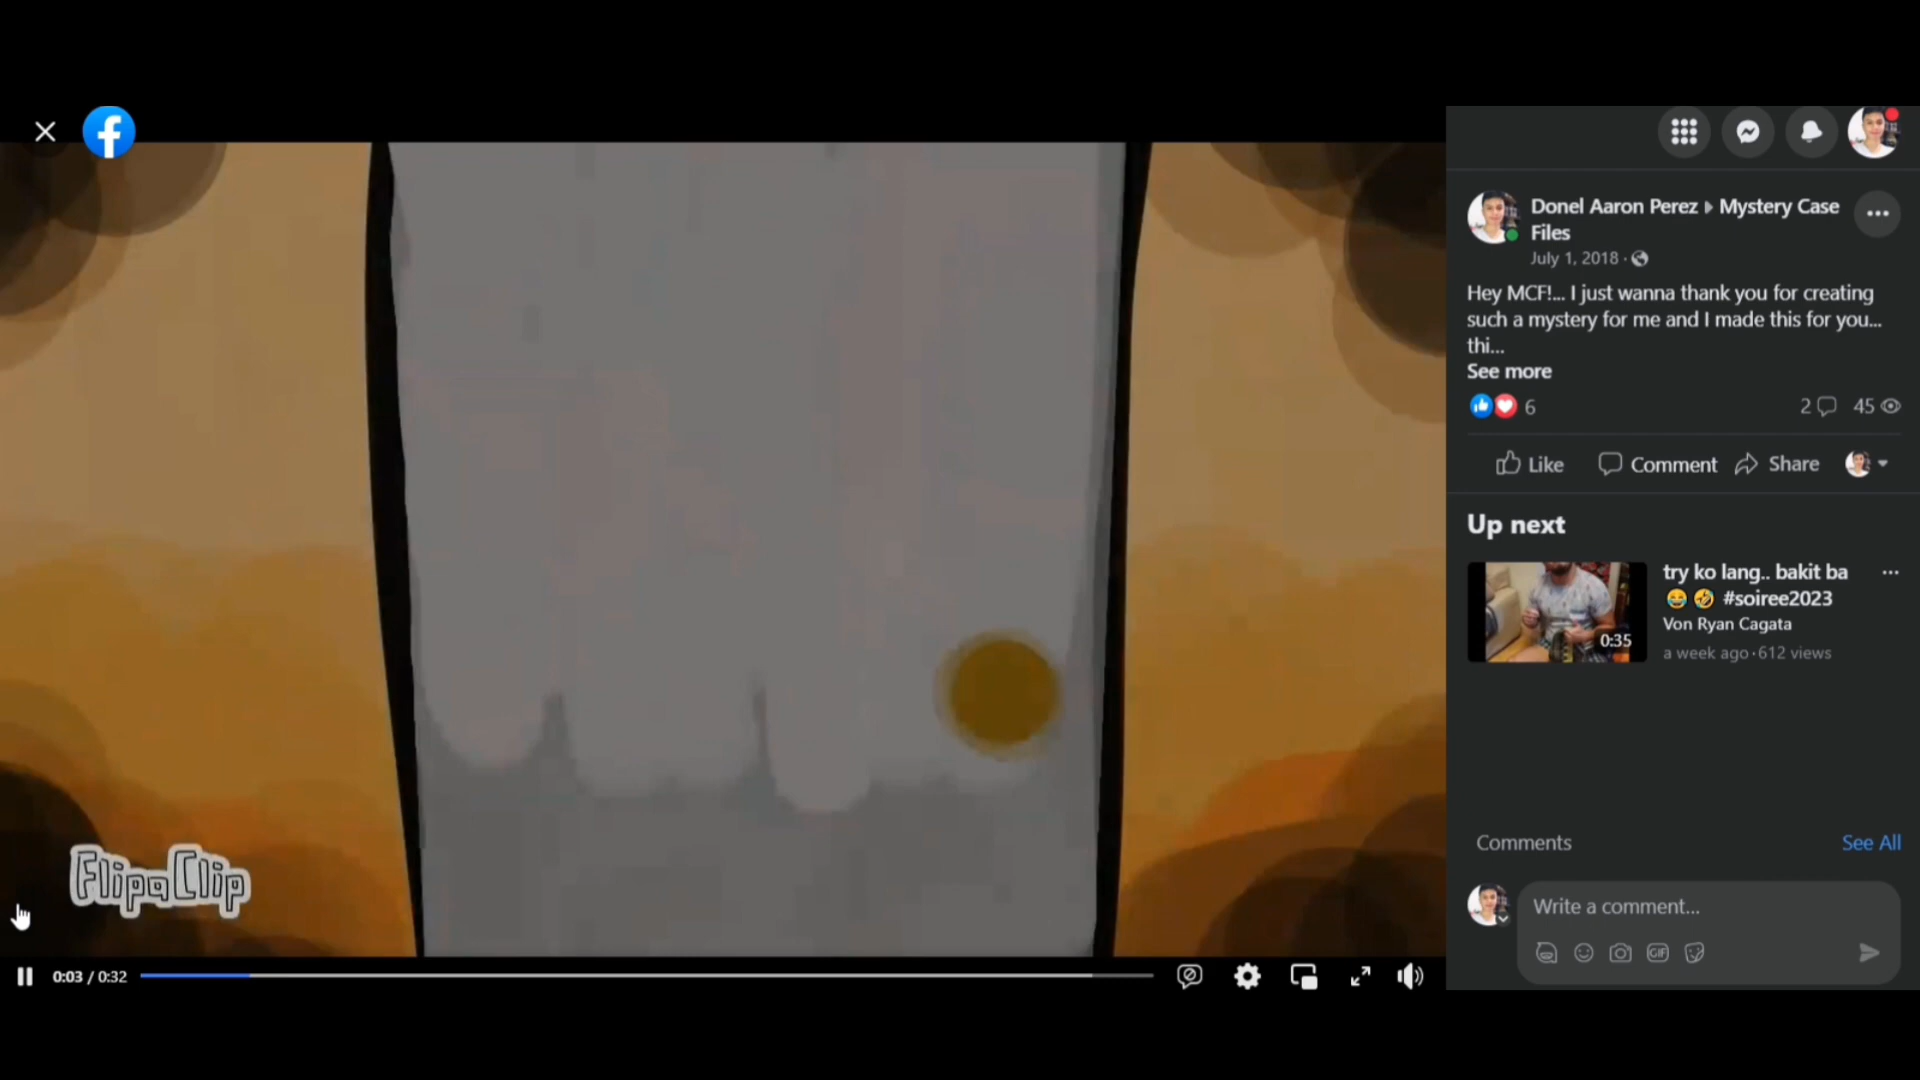 FlipaClip
0:03 / 0:32
Donel Aaron Perez Mystery Case
Files
July 1, 2018 ·
Hey MCF!... I just wanna thank you for creating
such a mystery for me and I made this for you...
thi...
See more
6
2
45
Like
Comment
Share
Up next
try ko lang.. bakit ba
😂 🤣 #soiree2023
Von Ryan Cagata
a week ago · 612 views
0:35
Comments
See All
Write a comment...
GIF